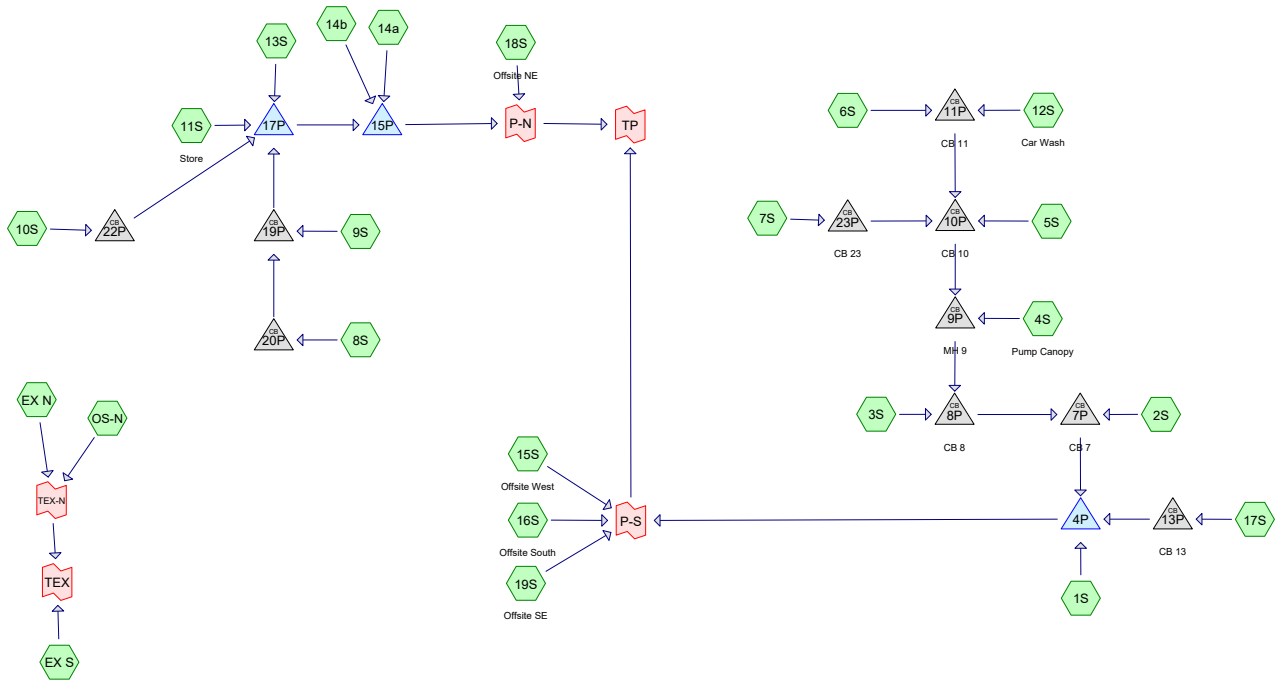 14b
14a
13S
18S
Offsite NE
11S
Store
17P
15P
P-N
TP
6S
CB
11P
CB 11
12S
Car Wash
10S
CB
22P
CB
19P
9S
7S
CB
23P
CB 23
CB
10P
CB 10
5S
CB
20P
8S
CB
9P
MH 9
4S
Pump Canopy
EX N
OS-N
3S
CB
8P
CB 8
CB
7P
CB 7
2S
TEX-N
15S
Offsite West
16S
Offsite South
P-S
4P
CB
13P
CB 13
17S
TEX
19S
Offsite SE
1S
EX S